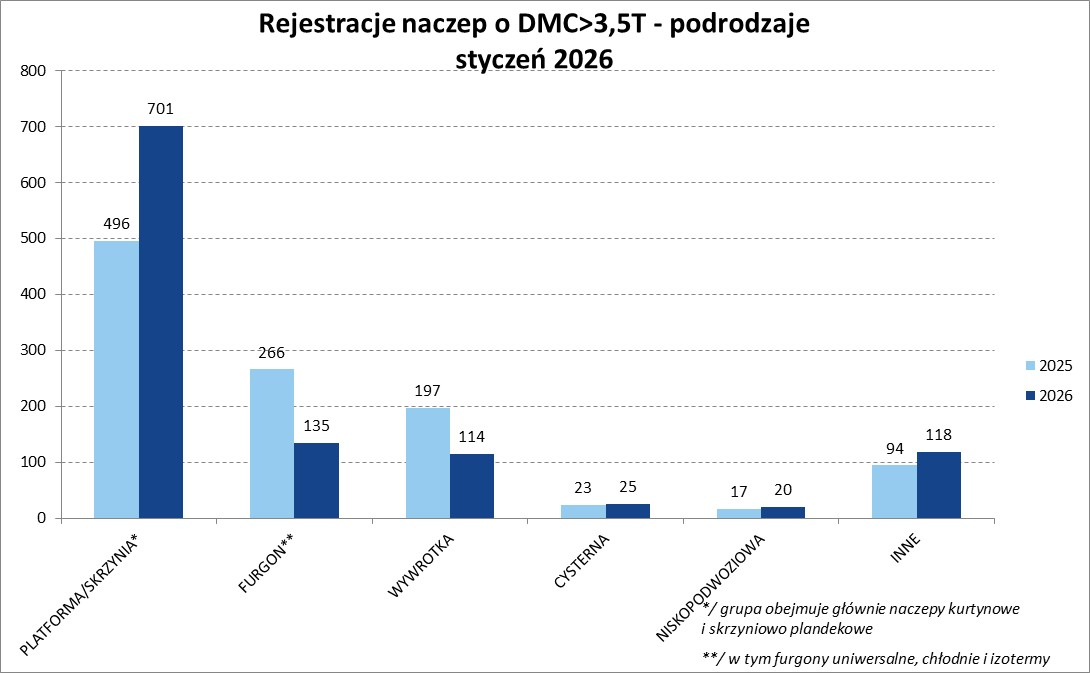 Rejestracje naczep o DMC>3,5T - podrodzaje
styczeń 2026
800
700
600
500
400
300
200
100
0
496
701
266
135
197
114
23
25
17
20
94
118
PLATFORMA/SKRZYNIA*
FURGON**
WYWROTKA
CYSTERNA
NISKOPODWOZIOWA
INNE
2025
2026
*/ grupa obejmuje głównie naczepy kurtynowe
i skrzyniowo plandekowe
**/ w tym furgony uniwersalne, chłodnie i izotermy